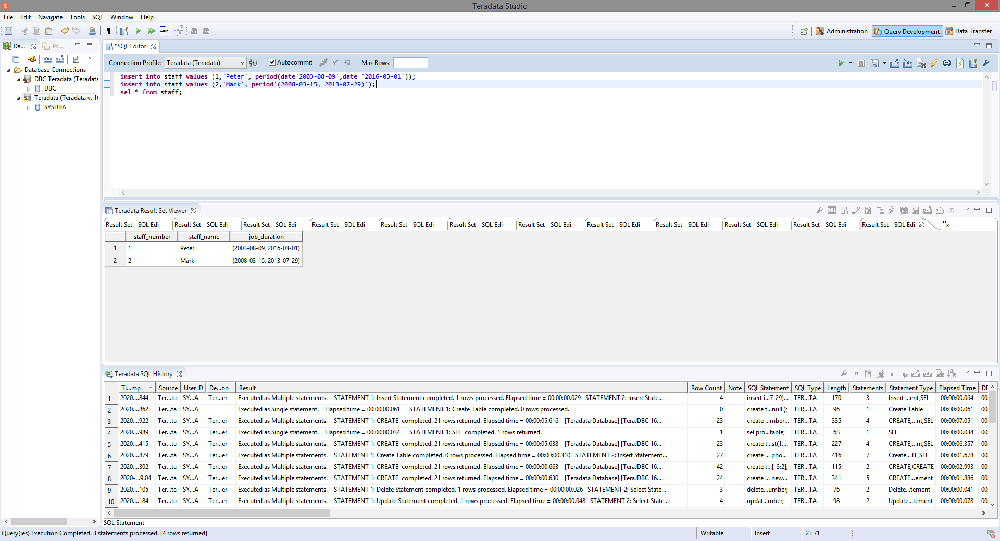 Teradata Studio
File Edit Navigate Tools SQL Window Help
Administration Query Development Data Transfer
Da... Pr...
*SQL Editor
Database Connections
DBC Teradata (Teradata
DBC
Teradata (Teradata v. 16
SYSDBA
Connection Profile: Teradata (Teradata) Autocommit Max Rows:
insert into staff values (1,'Peter', period(date'2003-08-09',date '2016-03-01'));
insert into staff values (2,'Mark', period'(2008-03-15, 2013-07-29)');
sel * from staff;
Teradata Result Set Viewer
Result Set - SQL Edi Result Set - SQL Edi Result Set - SQL Edi Result Set - SQL Edi Result Set - SQL Edi Result Set - SQL Edi Result Set - SQL Edi Result Set - SQL Edi Result Set - SQL Edi Result Set - SQL Edi Result Set - SQL Edi Result Set - SQL Edi »8
staff_number staff_name job_duration
1 1 Peter (2003-08-09, 2016-03-01)
2 2 Mark (2008-03-15, 2013-07-29)
Teradata SQL History
Ti...mp Source User ID De...on Result Row Count Note SQL Statement SQL Type Length Statements Statement Type Elapsed Time DE
1 2020....844 Ter...ta SY...A Ter...er Executed as Multiple statements. STATEMENT 1: Insert Statement completed. 1 rows processed. Elapsed time = 00:00:00.029 STATEMENT 2: Insert State... 4 insert i...7-29)... TER...TA 170 3 Insert ...ent,SEL 00:00:00.064 00:
2 2020....862 Ter...ta SY...A Executed as Single statement. Elapsed time = 00:00:00.061 STATEMENT 1: Create Table completed. 0 rows processed. 0 create t...null ); TER...TA 96 1 Create Table 00:00:00.061 00:
3 2020....922 Ter...ta SY...A Ter...er Executed as Multiple statements. STATEMENT 1: CREATE completed. 21 rows returned. Elapsed time = 00:00:05.616 [Teradata Database] [TeraJDBC 16.... 23 create ...mber... TER...TA 335 4 CREATE,...nt,SEL 00:00:07.051 00:
4 2020....989 Ter...ta SY...A Ter...er Executed as Single statement. Elapsed time = 00:00:00.034 STATEMENT 1: SEL completed. 1 rows returned. 1 sel pro...table; TER...TA 68 1 SEL 00:00:00.034 00:
5 2020....415 Ter...ta SY...A Ter...er Executed as Multiple statements. STATEMENT 1: CREATE completed. 21 rows returned. Elapsed time = 00:00:05.638 [Teradata Database] [TeraJDBC 16.... 23 create t...st(1,... TER...TA 227 4 CREATE,...nt,SEL 00:00:06.357 00:
6 2020....879 Ter...ta SY...A Ter...er Executed as Multiple statements. STATEMENT 1: Create Table completed. 0 rows processed. Elapsed time = 00:00:00.310 STATEMENT 2: Insert Statement... 27 create ... pho... TER...TA 416 7 Create...TE,SEL 00:00:01.678 00:
7 2020....302 Ter...ta SY...A Ter...er Executed as Multiple statements. STATEMENT 1: CREATE completed. 21 rows returned. Elapsed time = 00:00:00.663 [Teradata Database] [TeraJDBC 16.... 42 create t...[-3:2]; TER...TA 115 2 CREATE,CREATE 00:00:02.993 00:
8 2020-...9.04 Ter...ta SY...A Ter...er Executed as Multiple statements. STATEMENT 1: CREATE completed. 21 rows returned. Elapsed time = 00:00:00.630 [Teradata Database] [TeraJDBC 16.... 24 create ... new... TER...TA 341 5 CREATE...ement 00:00:01.886 00:
9 2020....105 Ter...ta SY...A Ter...er Executed as Multiple statements. STATEMENT 1: Delete Statement completed. 1 rows processed. Elapsed time = 00:00:00.026 STATEMENT 2: Select State... 3 delete...umber; TER...TA 76 2 Delete...tement 00:00:00.041 00:
10 2020....184 Ter...ta SY...A Ter...er Executed as Multiple statements. STATEMENT 1: Update Statement completed. 1 rows processed. Elapsed time = 00:00:00.048 STATEMENT 2: Select State... 4 updat...mber; TER...TA 98 2 Update...tement 00:00:00.078 00:
SQL Statement
Query(ies) Execution Completed. 3 statements processed. [4 rows returned] Writable Insert 2 : 71